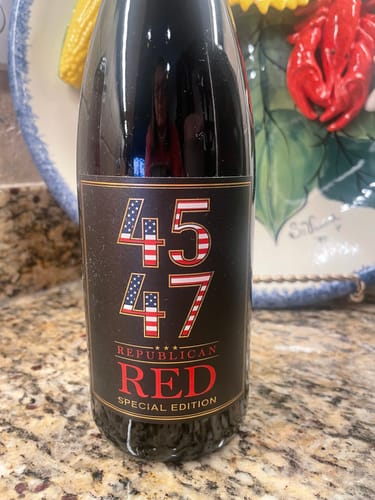 45
47
REPUBLICAN
RED
SPECIAL EDITION